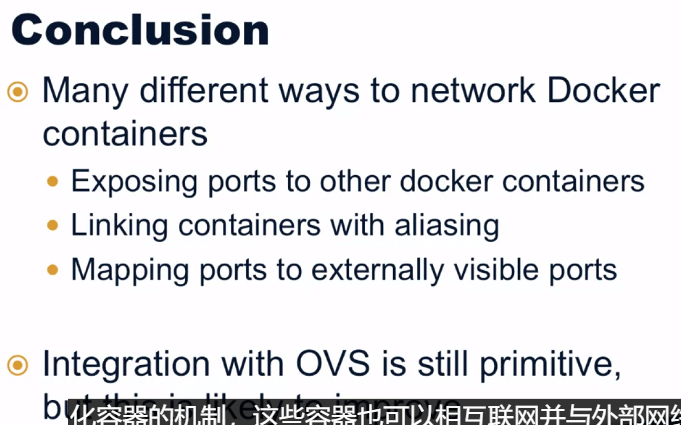 Conclusion
Many different ways to network Docker
containers
Exposing ports to other docker containers
Linking containers with aliasing
Mapping ports to externally visible ports
Integration with OVS is still primitive,
but this is likely to improve
化容器的机制，这些容器也可以相互联网并与外部网络